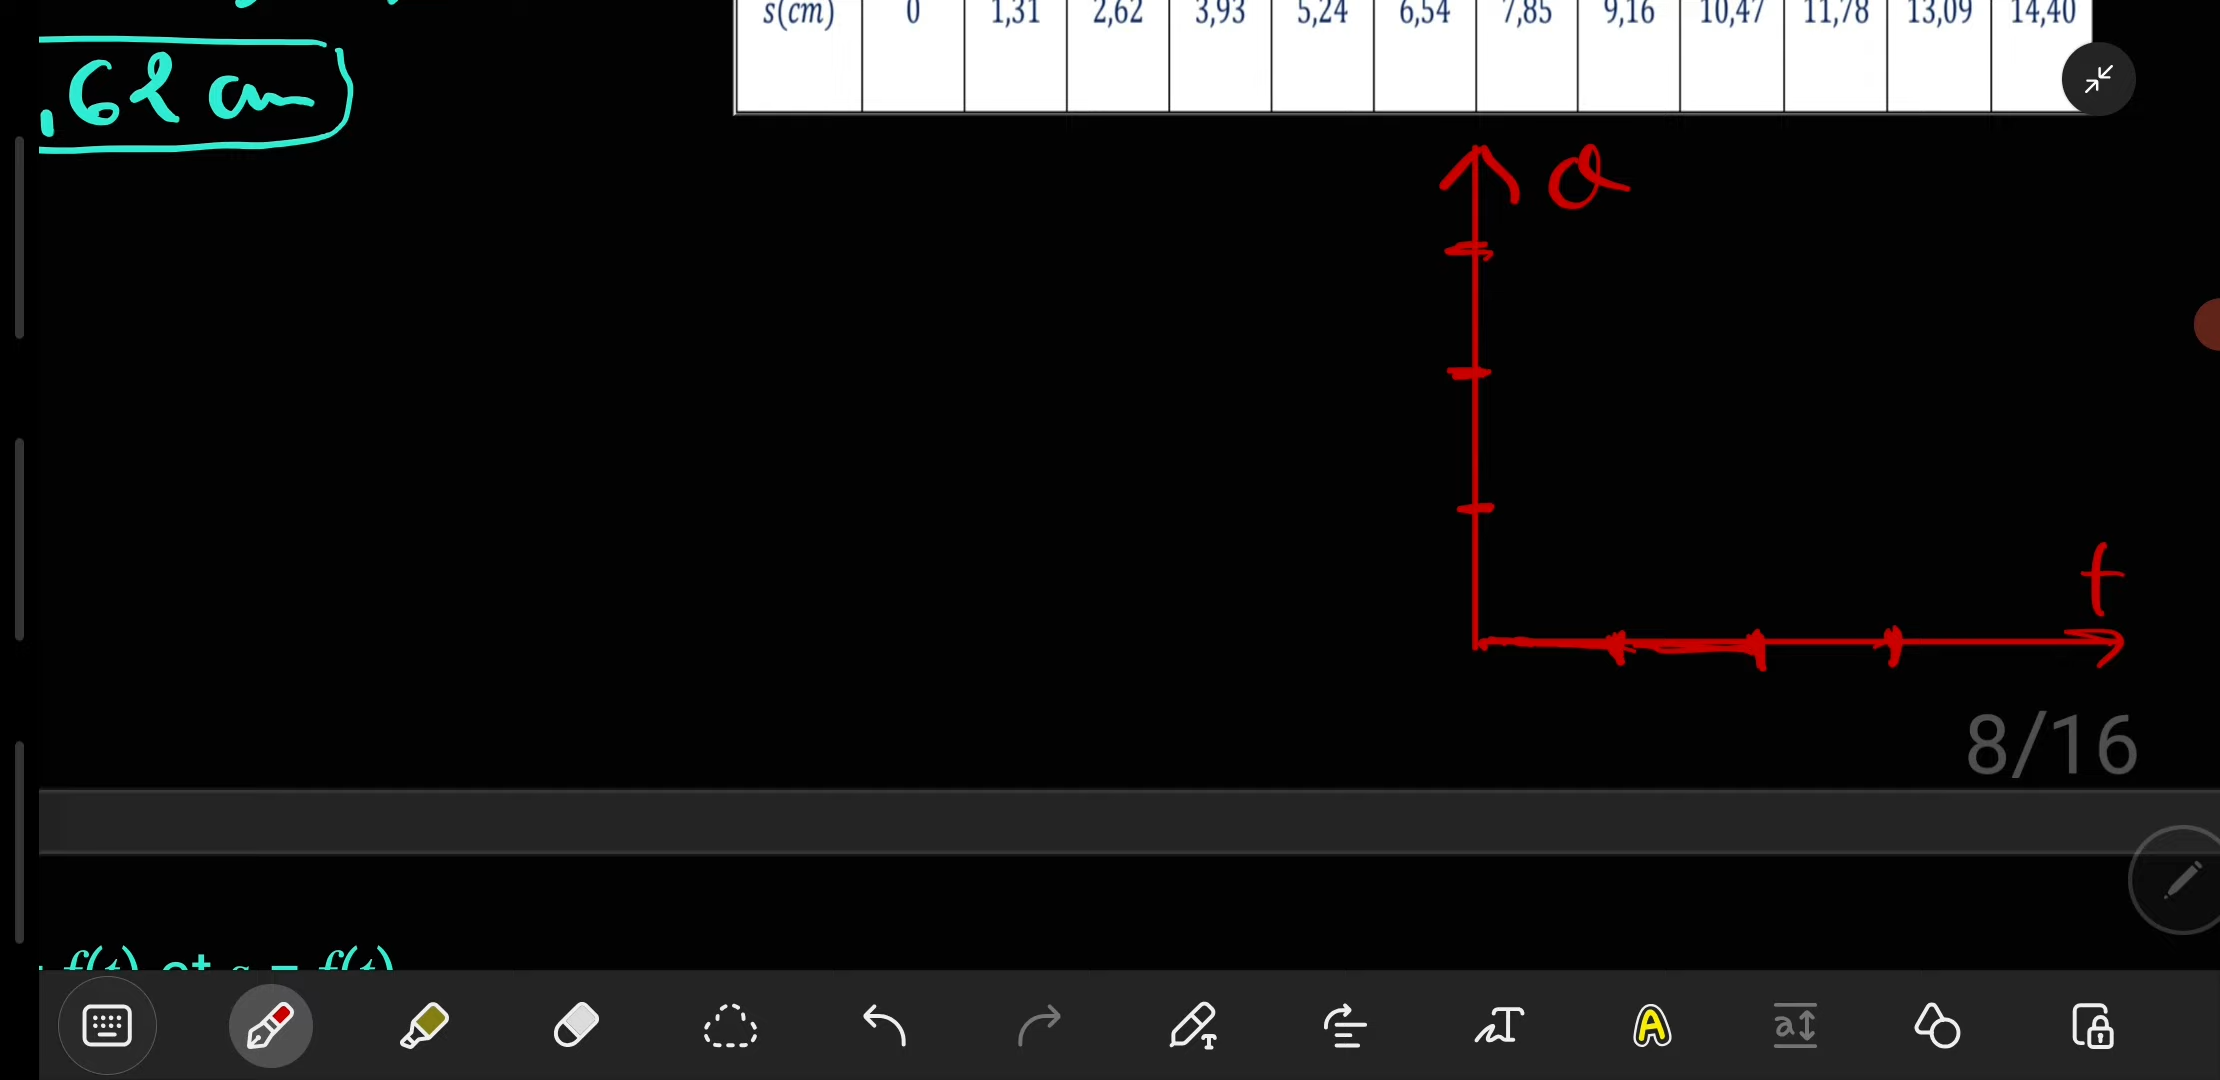 s(cm) 0 1,31 2,62 3,93 5,24 6,54 7,85 9,16 10,47 11,78 13,09 14,40
,62 cm
t
8/16
f(t) et s = f(t)